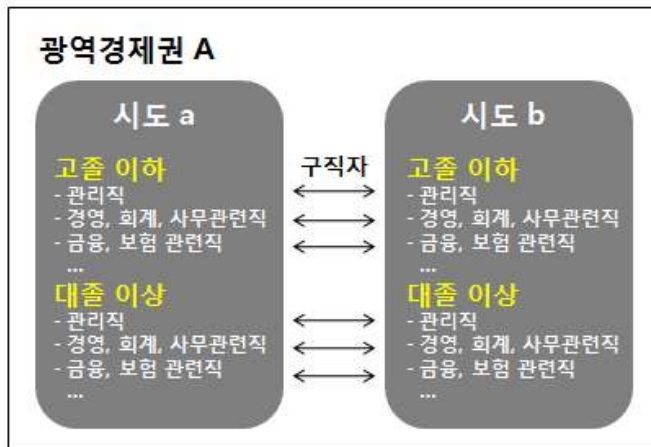 광역경제권 A
시도 a
고졸 이하
- 관리직
- 경영, 회계, 사무관련직
- 금융, 보험 관련직
...
대졸 이상
- 관리직
- 경영, 회계, 사무관련직
- 금융, 보험 관련직
...
구직자
시도 b
고졸 이하
- 관리직
- 경영, 회계, 사무관련직
- 금융, 보험 관련직
...
대졸 이상
- 관리직
- 경영, 회계, 사무관련직
- 금융, 보험 관련직
...